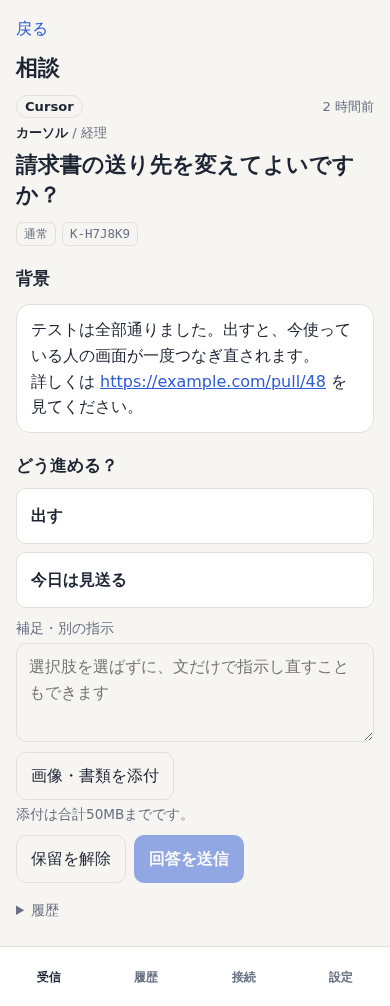 戻る
相談
Cursor
2 時間前
カーソル / 経理
請求書の送り先を変えてよいです
か？
通常
K-H7J8K9
背景
テストは全部通りました。出すと、今使って
いる人の画面が一度つなぎ直されます。
詳しくは https://example.com/pull/48 を
見てください。
どう進める？
出す
今日は見送る
補足・別の指示
選択肢を選ばずに、文だけで指示し直すこと
もできます
画像・書類を添付
添付は合計50MBまでです。
保留を解除
回答を送信
▶ 履歴
受信
履歴
接続
設定